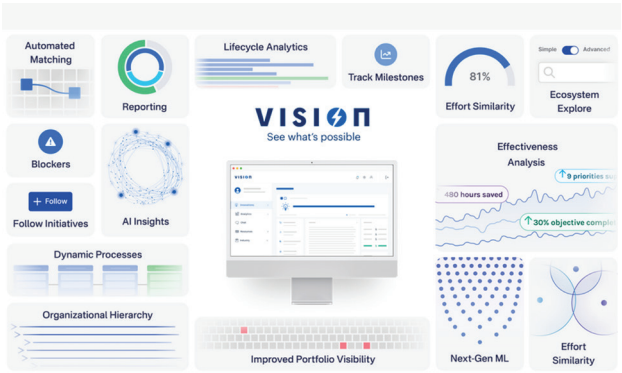 Automated
Matching
Reporting
Lifecycle Analytics
Track Milestones
81%
Effort Similarity
Simple
Advanced
Ecosystem
Explore
Blockers
+ Follow
Follow Initiatives
AI Insights
VISION
See what's possible
VISION
Effectiveness
Analysis
9 priorities
480 hours saved
30% objective
Dynamic Processes
Organizational Hierarchy
Improved Portfolio Visibility
Next-Gen ML
Effort
Similarity